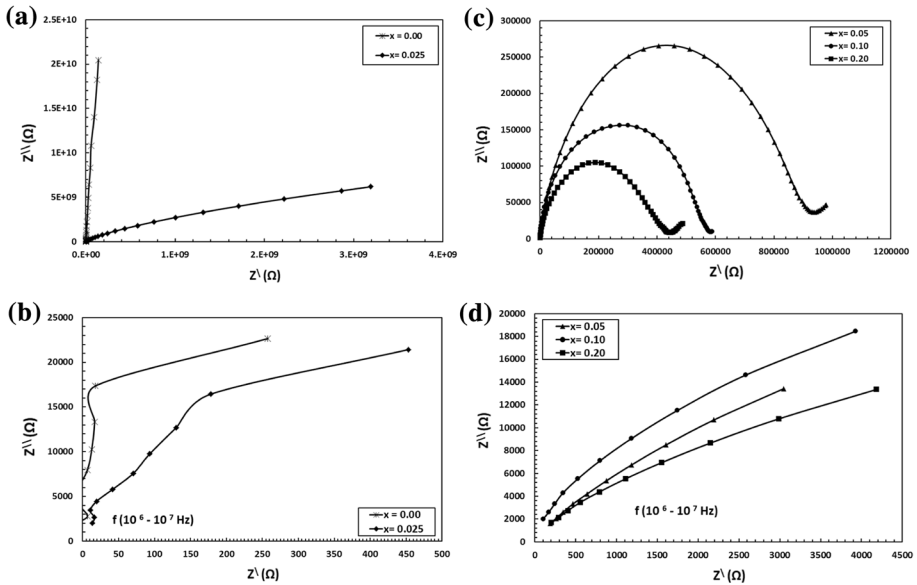 (a)
2.5E+10
2.E+10
1.5E+10
1.E+10
5.E+09
0.E+00
Z\\ (Ω)
x = 0.00
x= 0.025
0.E+00 1.E+09 2.E+09 3.E+09 4.E+09
Z\ (Ω)
(c)
300000
250000
200000
150000
100000
50000
0
Z\\ (Ω)
x= 0.05
x= 0.10
x= 0.20
0 200000 400000 600000 800000 1000000 1200000
Z\ (Ω)
(b)
25000
20000
15000
10000
5000
0
Z\\ (Ω)
f (10⁶ - 10⁷ Hz)
x= 0.00
x= 0.025
0 50 100 150 200 250 300 350 400 450 500
Z\ (Ω)
(d)
20000
18000
16000
14000
12000
10000
8000
6000
4000
2000
0
Z\\ (Ω)
x= 0.05
x= 0.10
x= 0.20
f (10⁶ - 10⁷ Hz)
0 500 1000 1500 2000 2500 3000 3500 4000 4500
Z\ (Ω)